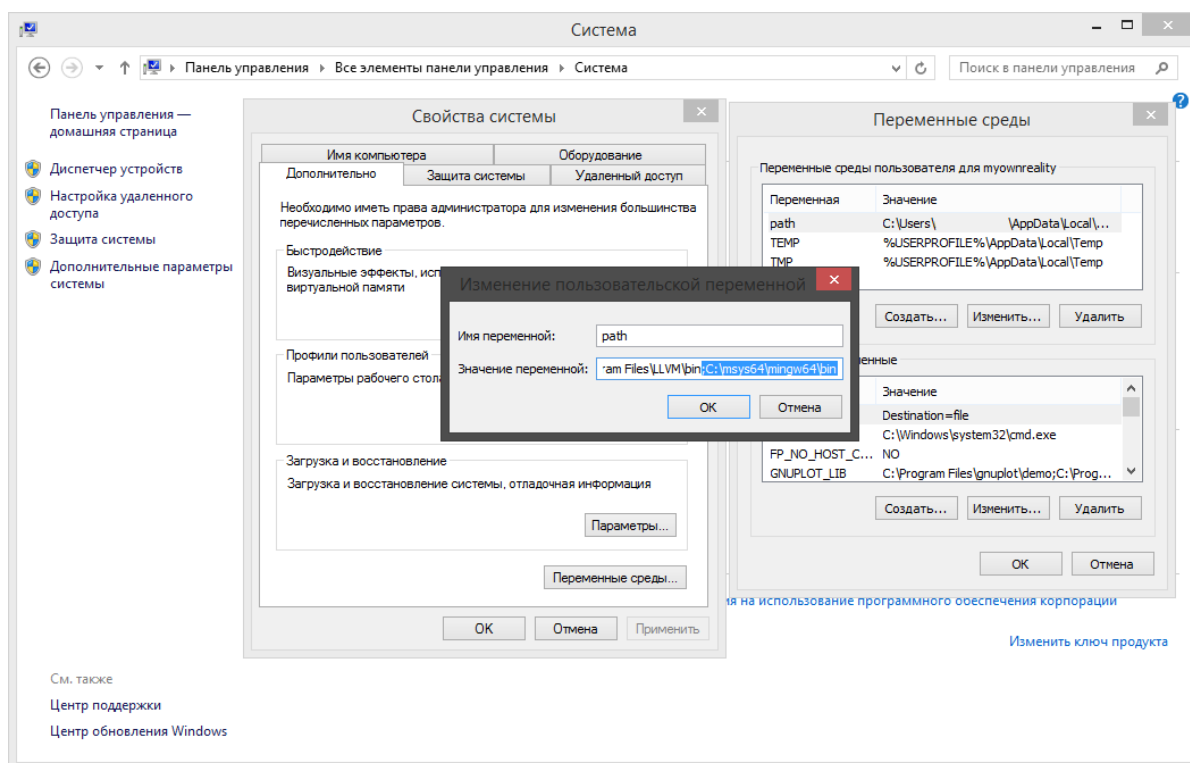 Система
Панель управления Все элементы панели управления Система
Поиск в панели управления
Панель управления —
домашняя страница
Диспетчер устройств
Настройка удаленного
доступа
Защита системы
Дополнительные параметры
системы
См. также
Центр поддержки
Центр обновления Windows
Свойства системы
Имя компьютера Оборудование
Дополнительно Защита системы Удаленный доступ
Необходимо иметь права администратора для изменения большинства
перечисленных параметров.
Быстродействие
Визуальные эффекты,
виртуальной памяти
Профили пользователей
Параметры рабочего
Загрузка и восстановление
Загрузка и восстановление системы, отладочная информация
Параметры...
Переменные среды...
ОК Отмена Применить
Изменение пользовательской переменной
Имя переменной: path
Значение переменной: ram Files\LLVM\bin;C:\msys64\mingw64\bin
ОК Отмена
Переменные среды
Переменные среды пользователя для myownreality
Переменная Значение
path C:\Users\ \AppData\Local\...
TEMP %USERPROFILE%\AppData\Local\Temp
TMP %USERPROFILE%\AppData\Local\Temp
Создать... Изменить... Удалить
Значение
Destination=file
C:\Windows\system32\cmd.exe
FP_NO_HOST_C... NO
GNUPLOT_LIB C:\Program Files\gnuplot\demo;C:\Prog...
Создать... Изменить... Удалить
ОК Отмена
на использование программного обеспечения корпорации
Изменить ключ продукта